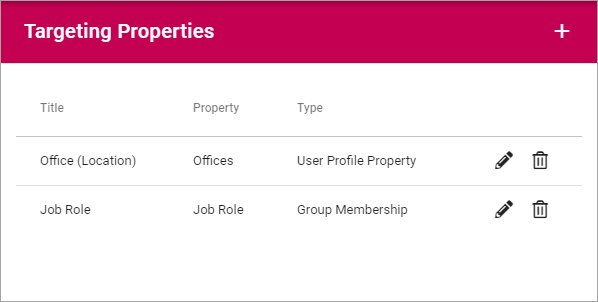 Targeting Properties
Title Property Type
Office (Location) Offices User Profile Property
Job Role Job Role Group Membership